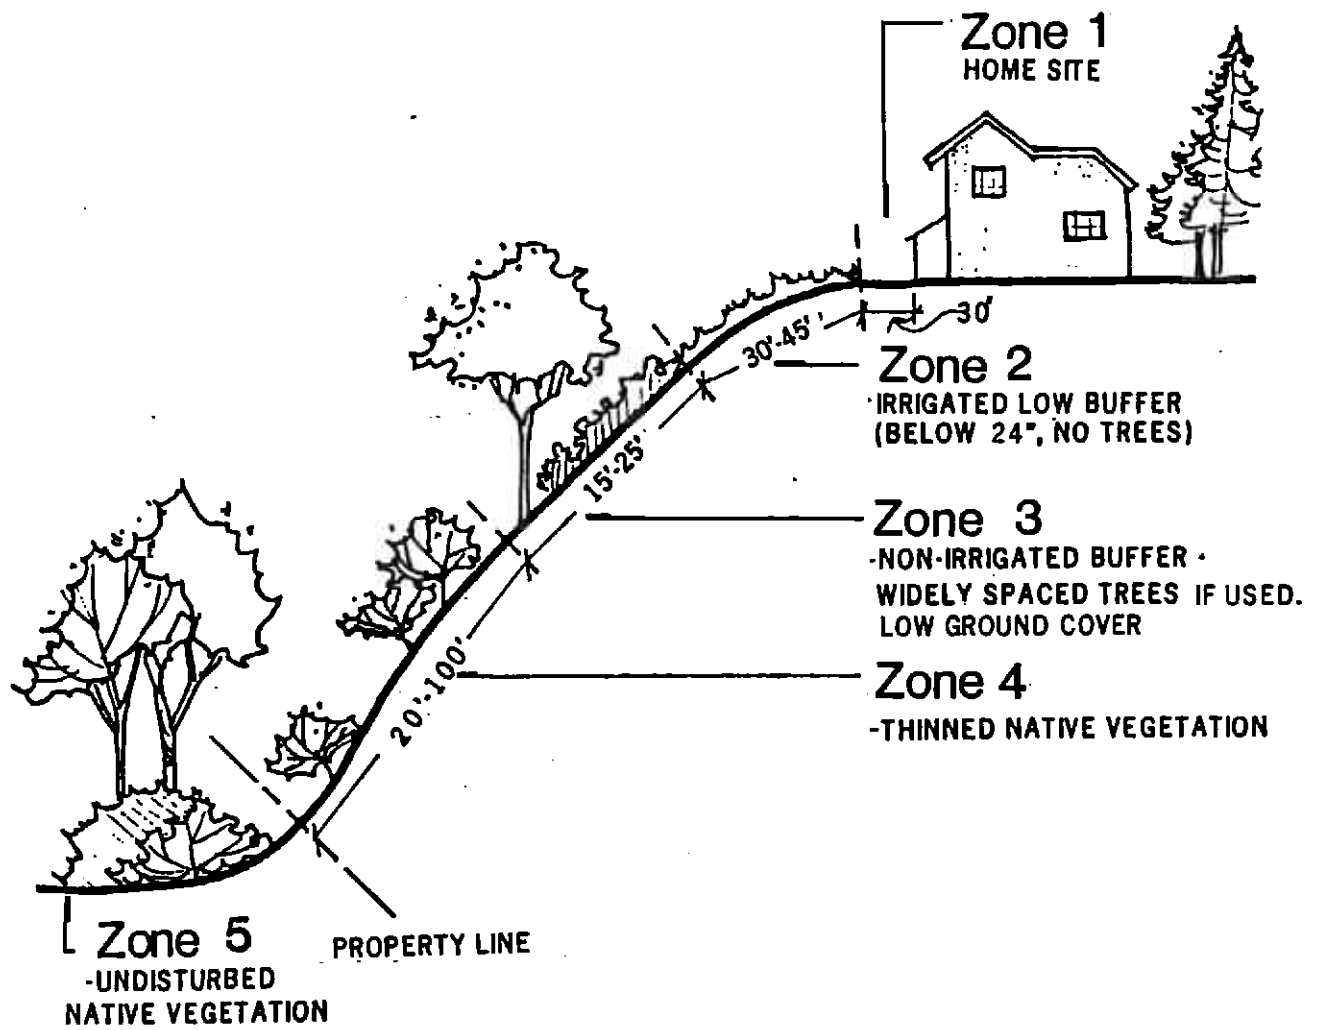 Zone 1
HOME SITE
30'
30'-45'
Zone 2
IRRIGATED LOW BUFFER
(BELOW 24", NO TREES)
15'-25'
Zone 3
-NON-IRRIGATED BUFFER -
WIDELY SPACED TREES IF USED.
LOW GROUND COVER
20'-100'
Zone 4
-THINNED NATIVE VEGETATION
Zone 5
-UNDISTURBED
NATIVE VEGETATION
PROPERTY LINE